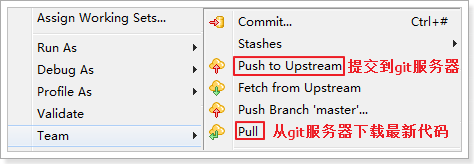 Assign Working Sets...
Run As
Debug As
Profile As
Validate
Team
Commit... Ctrl+#
Stashes
Push to Upstream 提交到git服务器
Fetch from Upstream
Push Branch 'master'...
Pull 从git服务器下载最新代码